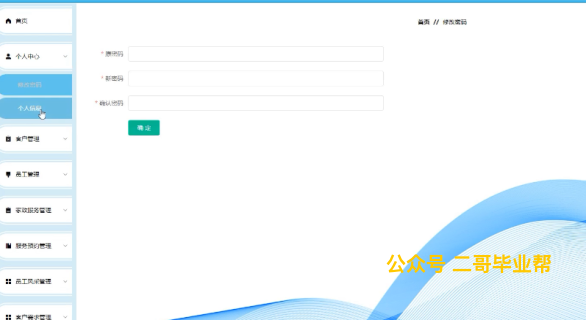 首页
个人中心
修改密码
个人信息
客户管理
员工管理
家政服务管理
服务预约管理
员工风采管理
客户需求管理
首页 // 修改密码
* 原密码
* 新密码
* 确认密码
确 定
公众号 二哥毕业帮